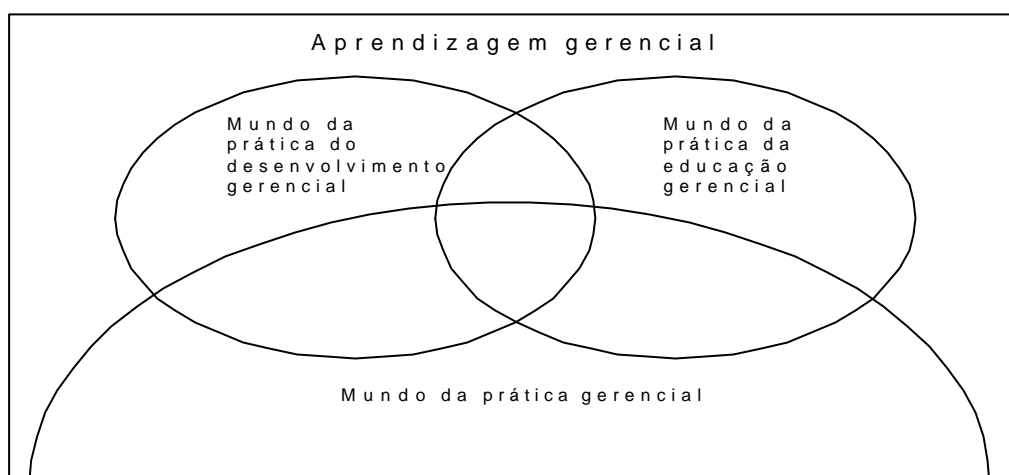 Aprendizagem gerencial
Mundo da
prática do
desenvolvimento
gerencial
Mundo da
prática da
educação
gerencial
Mundo da prática gerencial